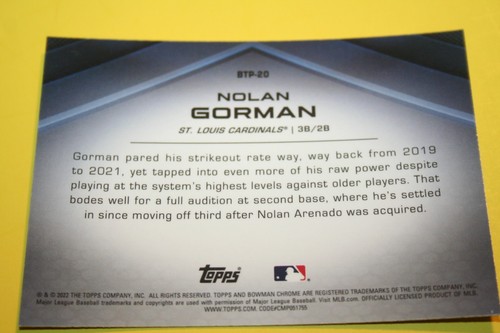 BTP-20
NOLAN
GORMAN
ST. LOUIS CARDINALS® | 3B/2B
Gorman pared his strikeout rate way, way back from 2019
to 2021, yet tapped into even more of his raw power despite
playing at the system's highest levels against older players. That
bodes well for a full audition at second base, where he's settled
in since moving off third after Nolan Arenado was acquired.
topps
® & © 2022 THE TOPPS COMPANY, INC. ALL RIGHTS RESERVED. TOPPS AND BOWMAN CHROME ARE REGISTERED TRADEMARKS OF THE TOPPS COMPANY, INC.
Major League Baseball trademarks and copyrights are used with permission of Major League Baseball. Visit MLB.com. OFFICIALLY LICENSED PRODUCT OF MLB.
WWW.TOPPS.COM. CODE#CMP051755